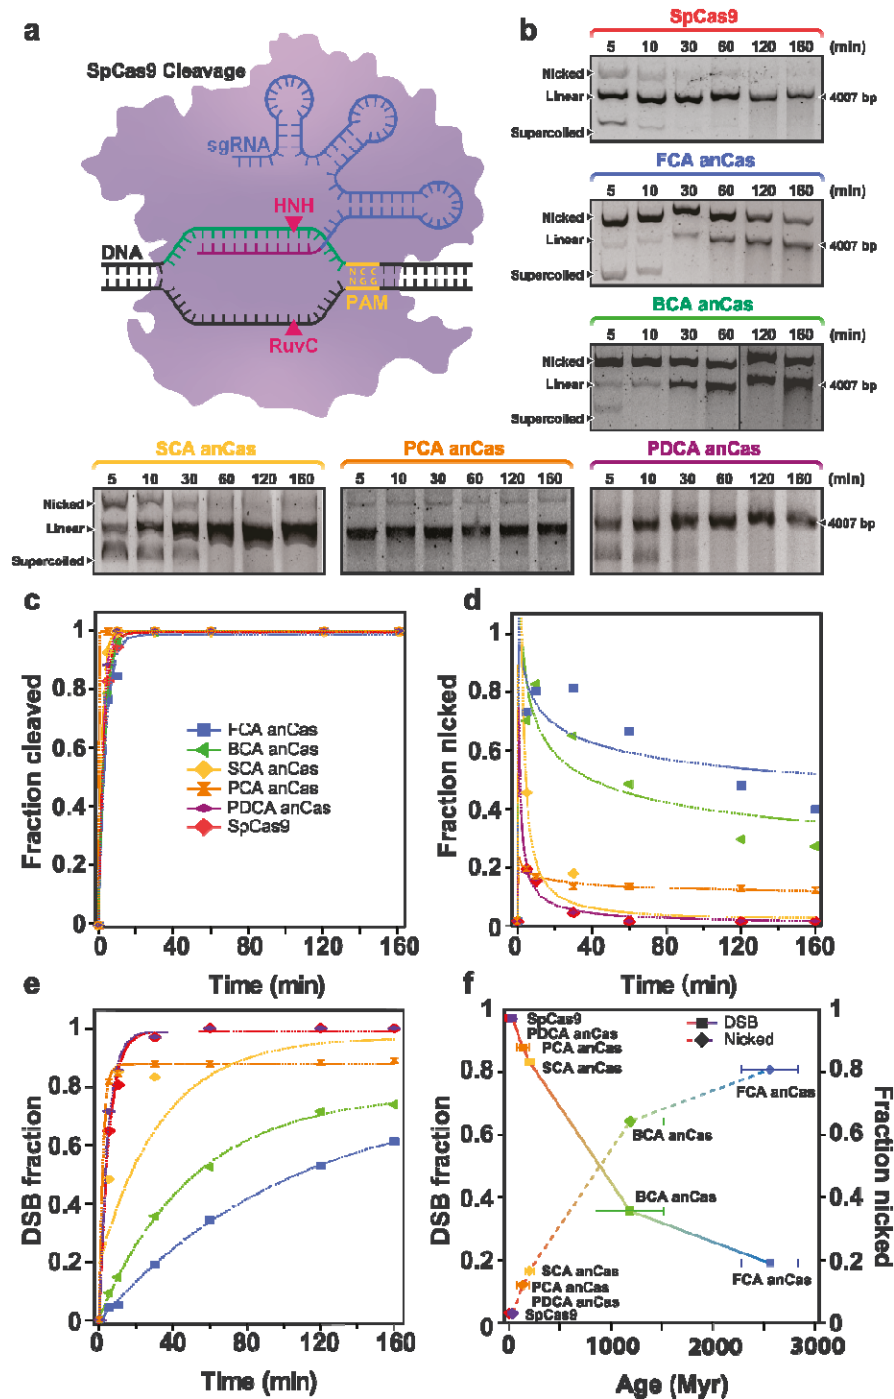 a
SpCas9 Cleavage
sgRNA
HNH
DNA
NCC
NGG
PAM
RuvC
b
SpCas9
5 10 30 60 120 160 (min)
Nicked
Linear
4007 bp
Supercoiled
FCA anCas
5 10 30 60 120 160 (min)
Nicked
Linear
4007 bp
Supercoiled
BCA anCas
5 10 30 60 120 160 (min)
Nicked
Linear
4007 bp
Supercoiled
SCA anCas
5 10 30 60 120 160
Nicked
Linear
Supercoiled
PCA anCas
5 10 30 60 120 160
PDCA anCas
5 10 30 60 120 160 (min)
4007 bp
c
Fraction cleaved
1
0.8
0.6
0.4
0.2
0
FCA anCas
BCA anCas
SCA anCas
PCA anCas
PDCA anCas
SpCas9
0 40 80 120 160
Time (min)
d
Fraction nicked
1
0.8
0.6
0.4
0.2
0
0 40 80 120 160
Time (min)
e
DSB fraction
1
0.8
0.6
0.4
0.2
0
0 40 80 120 160
Time (min)
f
DSB fraction
1
0.8
0.6
0.4
0.2
0
SpCas9
PDCA anCas
PCA anCas
SCA anCas
DSB
Nicked
FCA anCas
BCA anCas
BCA anCas
SCA anCas
PCA anCas
PDCA anCas
SpCas9
FCA anCas
1
0.8
0.6
0.4
0.2
0
Fraction nicked
0 1000 2000 3000
Age (Myr)